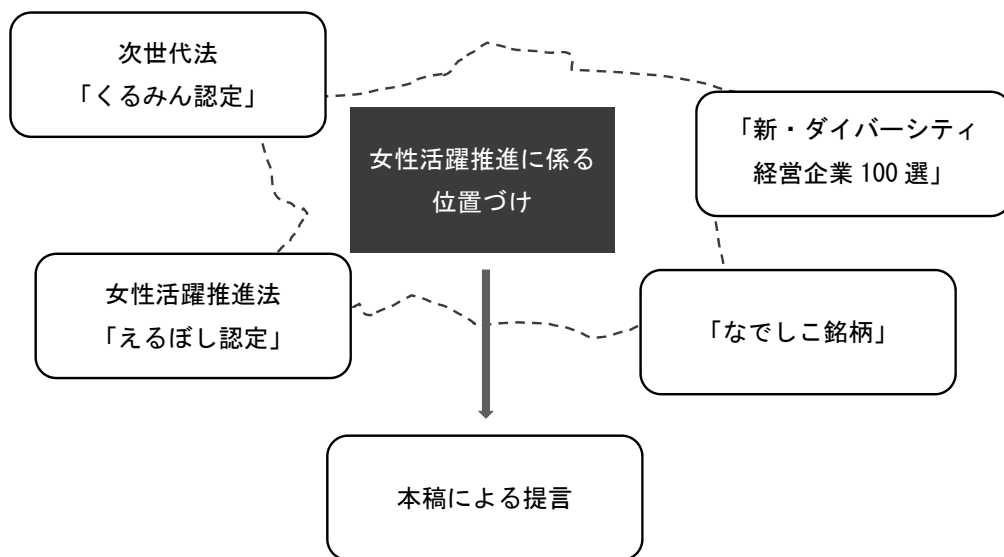 次世代法
「くるみん認定」
女性活躍推進に係る
位置づけ
「新・ダイバーシティ
経営企業 100 選」
女性活躍推進法
「えるぼし認定」
「なでしこ銘柄」
本稿による提言